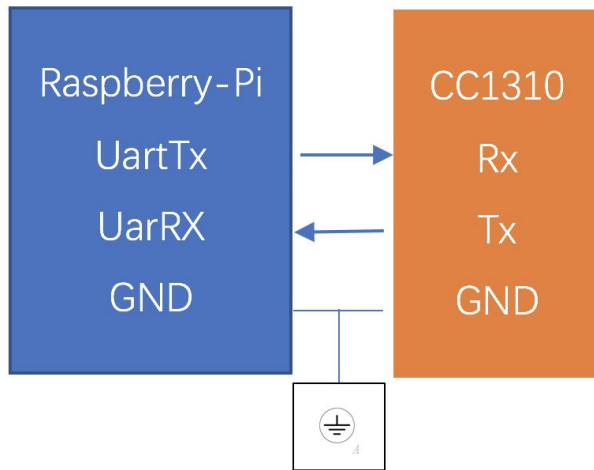 Raspberry-Pi
UartTx
UarRX
GND
CC1310
Rx
Tx
GND